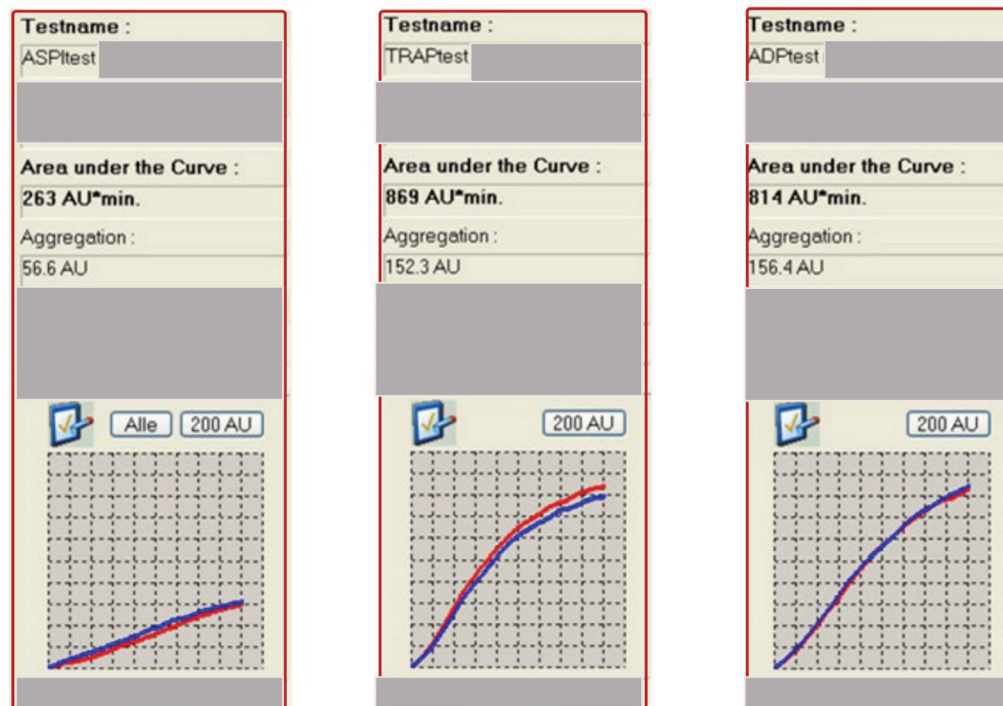 Testname :
ASPItest
Area under the Curve :
263 AU*min.
Aggregation :
56.6 AU
Alle
200 AU
Testname :
TRAPtest
Area under the Curve :
869 AU*min.
Aggregation :
152.3 AU
200 AU
Testname :
ADPtest
Area under the Curve :
814 AU*min.
Aggregation :
156.4 AU
200 AU